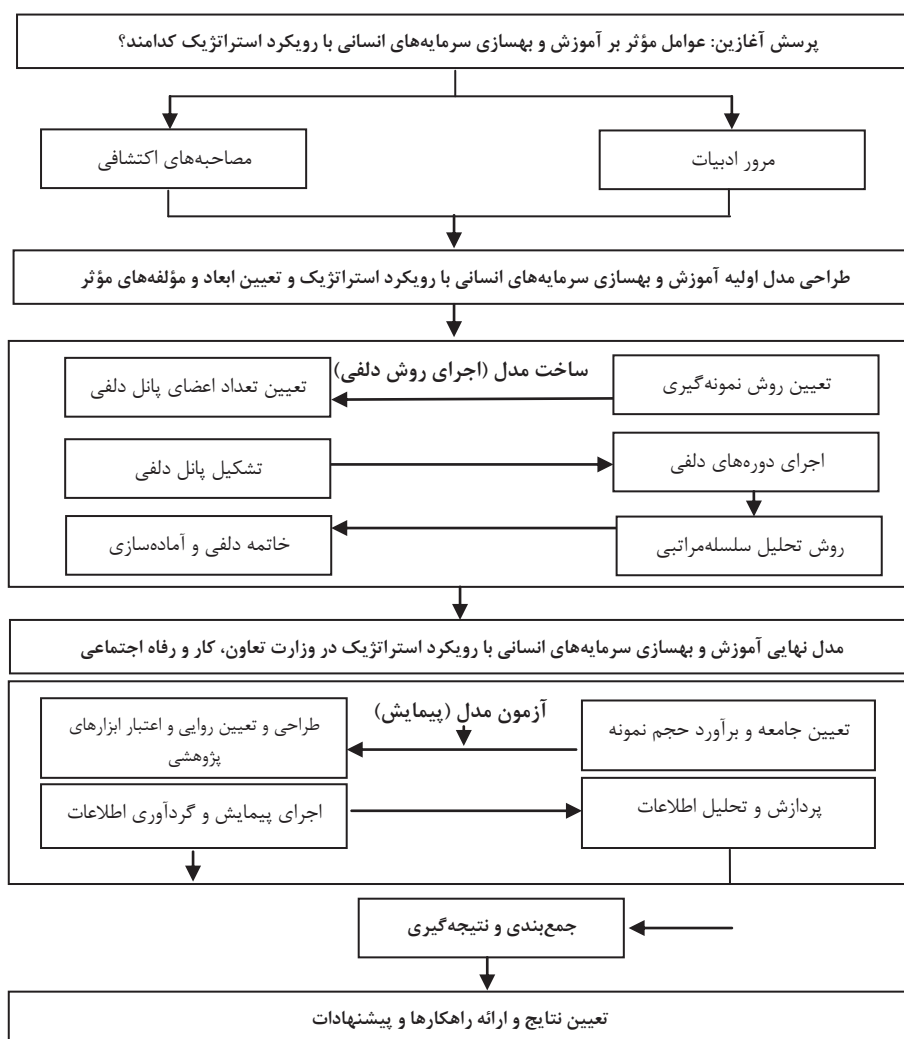 پرسش آغازین: عوامل مؤثر بر آموزش و بهسازی سرمایه‌های انسانی با رویکرد استراتژیک کدامند؟
مرور ادبیات
مصاحبه‌های اکتشافی
طراحی مدل اولیه آموزش و بهسازی سرمایه‌های انسانی با رویکرد استراتژیک و تعیین ابعاد و مؤلفه‌های مؤثر
ساخت مدل (اجرای روش دلفی)
تعیین روش نمونه‌گیری
تعیین تعداد اعضای پانل دلفی
اجرای دوره‌های دلفی
تشکیل پانل دلفی
روش تحلیل سلسله‌مراتبی
خاتمه دلفی و آماده‌سازی
مدل نهایی آموزش و بهسازی سرمایه‌های انسانی با رویکرد استراتژیک در وزارت تعاون، کار و رفاه اجتماعی
آزمون مدل (پیمایش)
تعیین جامعه و برآورد حجم نمونه
طراحی و تعیین روایی و اعتبار ابزارهای
پژوهشی
پردازش و تحلیل اطلاعات
اجرای پیمایش و گردآوری اطلاعات
جمع‌بندی و نتیجه‌گیری
تعیین نتایج و ارائه راهکارها و پیشنهادات